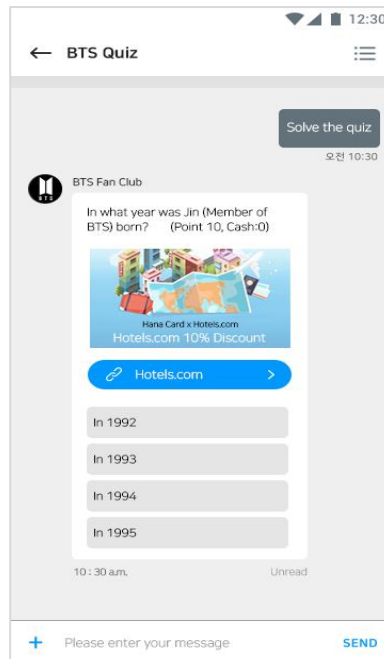 12:30
BTS Quiz
Solve the quiz
오전 10:30
BTS
BTS Fan Club
In what year was Jin (Member of
BTS) born? (Point 10, Cash:0)
Hana Card x Hotels.com
Hotels.com 10% Discount
Hotels.com
In 1992
In 1993
In 1994
In 1995
10:30 a.m. Unread
+ Please enter your message SEND